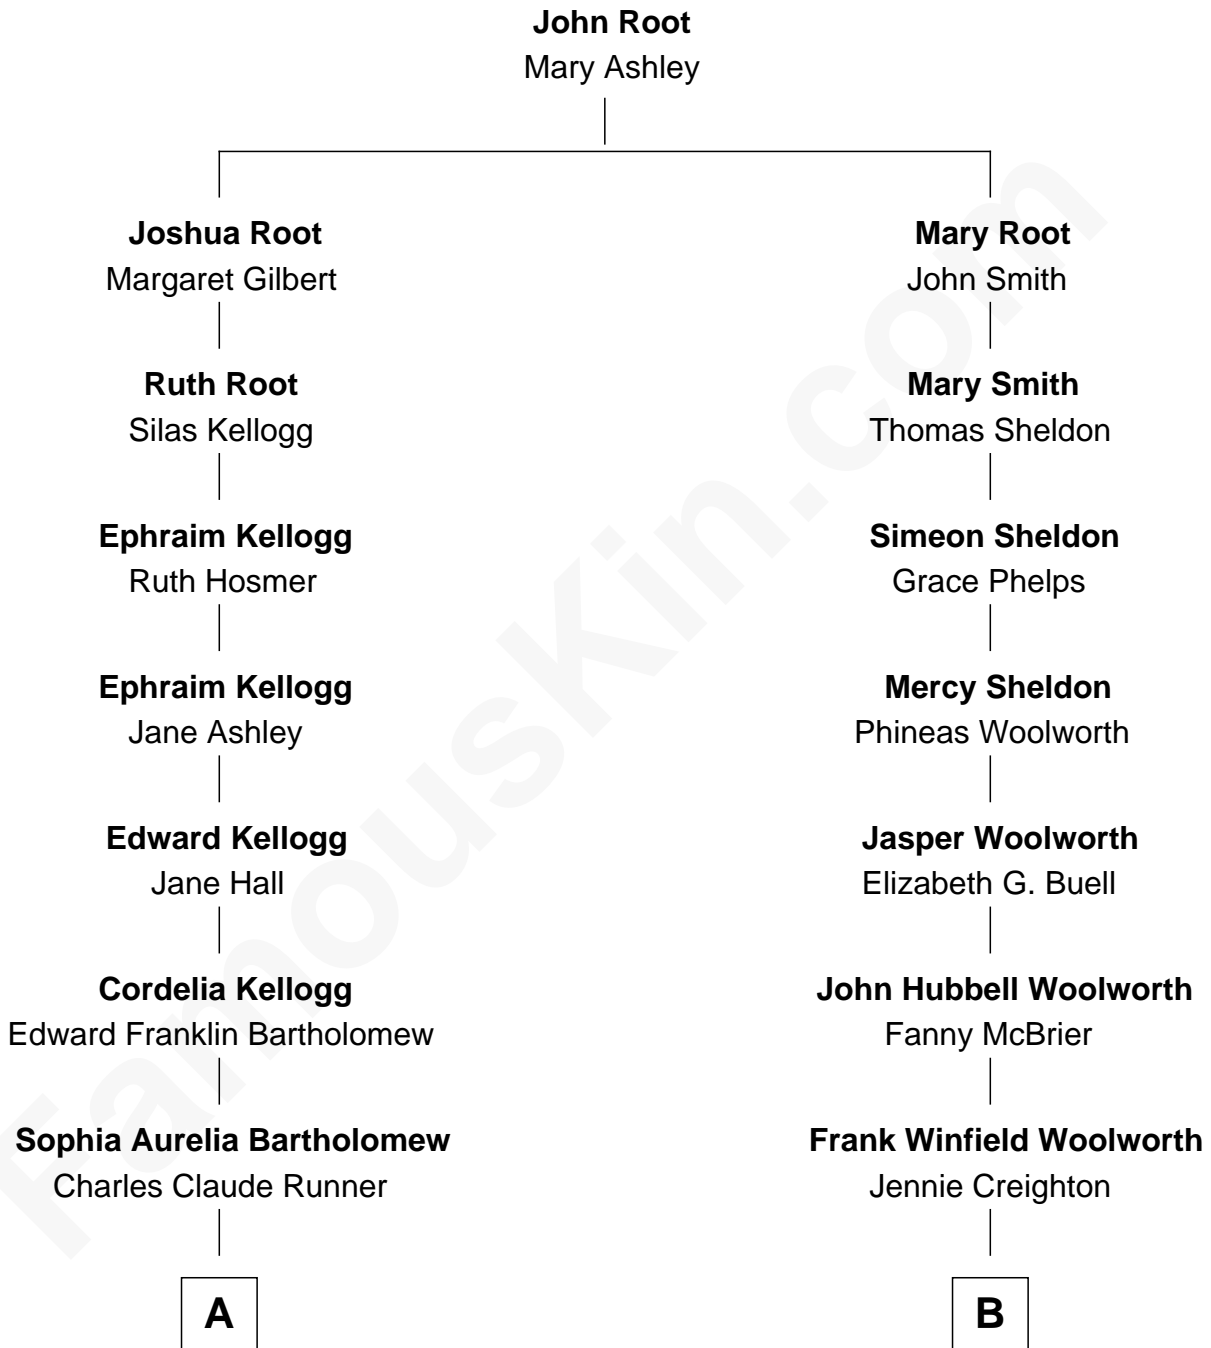 John Root
Mary Ashley
Joshua Root
Margaret Gilbert
Mary Root
John Smith
Ruth Root
Silas Kellogg
Mary Smith
Thomas Sheldon
Ephraim Kellogg
Ruth Hosmer
Simeon Sheldon
Grace Phelps
Ephraim Kellogg
Jane Ashley
Mercy Sheldon
Phineas Woolworth
Edward Kellogg
Jane Hall
Jasper Woolworth
Elizabeth G. Buell
Cordelia Kellogg
Edward Franklin Bartholomew
John Hubbell Woolworth
Fanny McBrier
Sophia Aurelia Bartholomew
Charles Claude Runner
Frank Winfield Woolworth
Jennie Creighton
A
B
FamousKin.com